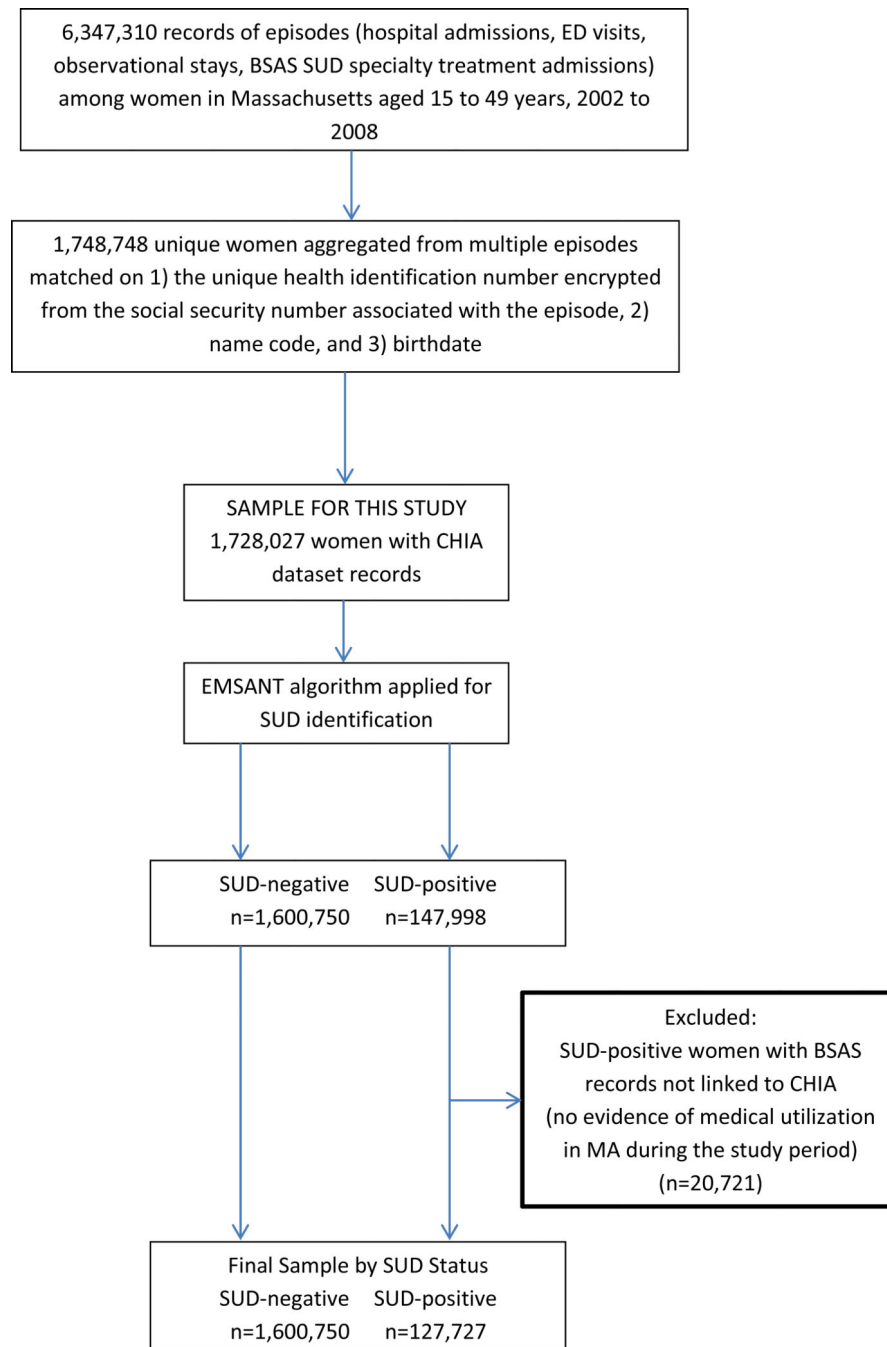 6,347,310 records of episodes (hospital admissions, ED visits,
observational stays, BSAS SUD specialty treatment admissions)
among women in Massachusetts aged 15 to 49 years, 2002 to
2008
1,748,748 unique women aggregated from multiple episodes
matched on 1) the unique health identification number encrypted
from the social security number associated with the episode, 2)
name code, and 3) birthdate
SAMPLE FOR THIS STUDY
1,728,027 women with CHIA
dataset records
EMSANT algorithm applied for
SUD identification
SUD-negative SUD-positive
n=1,600,750 n=147,998
Excluded:
SUD-positive women with BSAS
records not linked to CHIA
(no evidence of medical utilization
in MA during the study period)
(n=20,721)
Final Sample by SUD Status
SUD-negative SUD-positive
n=1,600,750 n=127,727